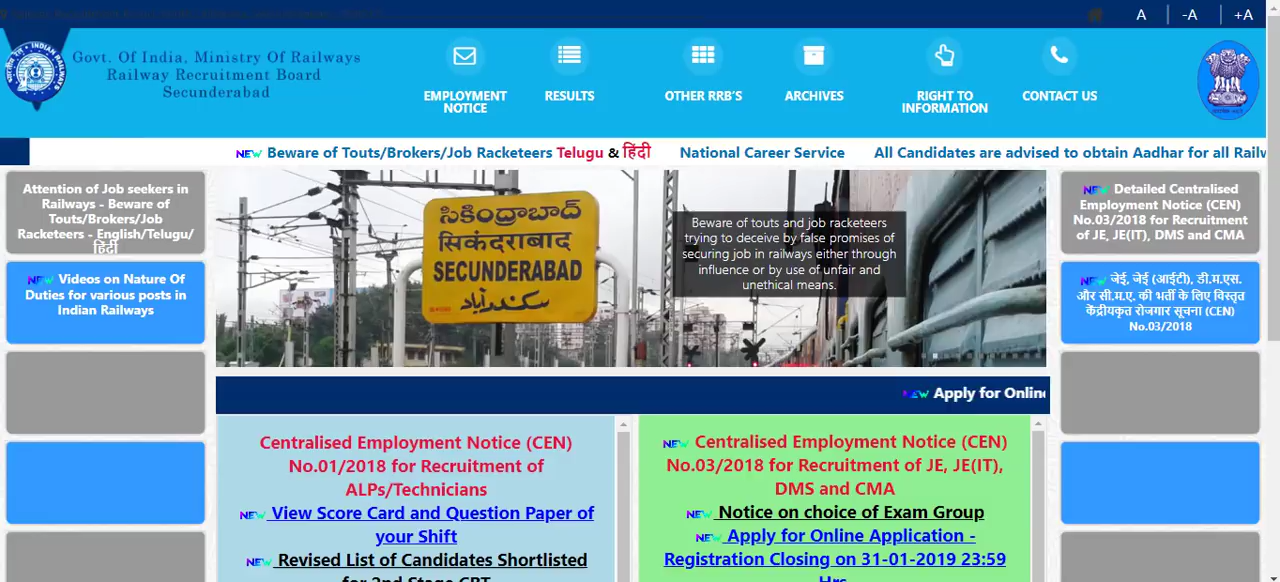 A
-A
+A
INDIAN RAILWAYS
Govt. Of India, Ministry Of Railways
Railway Recruitment Board
Secunderabad
EMPLOYMENT
NOTICE
RESULTS
OTHER RRB'S
ARCHIVES
RIGHT TO
INFORMATION
CONTACT US
NEW Beware of Touts/Brokers/Job Racketeers Telugu & हिंदी
National Career Service
All Candidates are advised to obtain Aadhar for all Railw
Attention of Job seekers in
Railways - Beware of
Touts/Brokers/Job
Racketeers - English/Telugu/
हिंदी
NEW Videos on Nature Of
Duties for various posts in
Indian Railways
సికింద్రాబాద్
सिकंदराबाद
SECUNDERABAD
سکندرآباد
Beware of touts and job racketeers
trying to deceive by false promises of
securing job in railways either through
influence or by use of unfair and
unethical means.
NEW Detailed Centralised
Employment Notice (CEN)
No.03/2018 for Recruitment
of JE, JE(IT), DMS and CMA
NEW जेई, जेई (आईटी), डी.म.एस.
और सी.म.ए. की भर्ती के लिए विस्तृत
केंद्रीयकृत रोजगार सूचना (CEN)
No.03/2018
NEW Apply for Online
Centralised Employment Notice (CEN)
No.01/2018 for Recruitment of
ALPs/Technicians
NEW View Score Card and Question Paper of
your Shift
NEW Revised List of Candidates Shortlisted
for 2nd Stage CBT
NEW Centralised Employment Notice (CEN)
No.03/2018 for Recruitment of JE, JE(IT),
DMS and CMA
NEW Notice on choice of Exam Group
NEW Apply for Online Application -
Registration Closing on 31-01-2019 23:59
Hrs